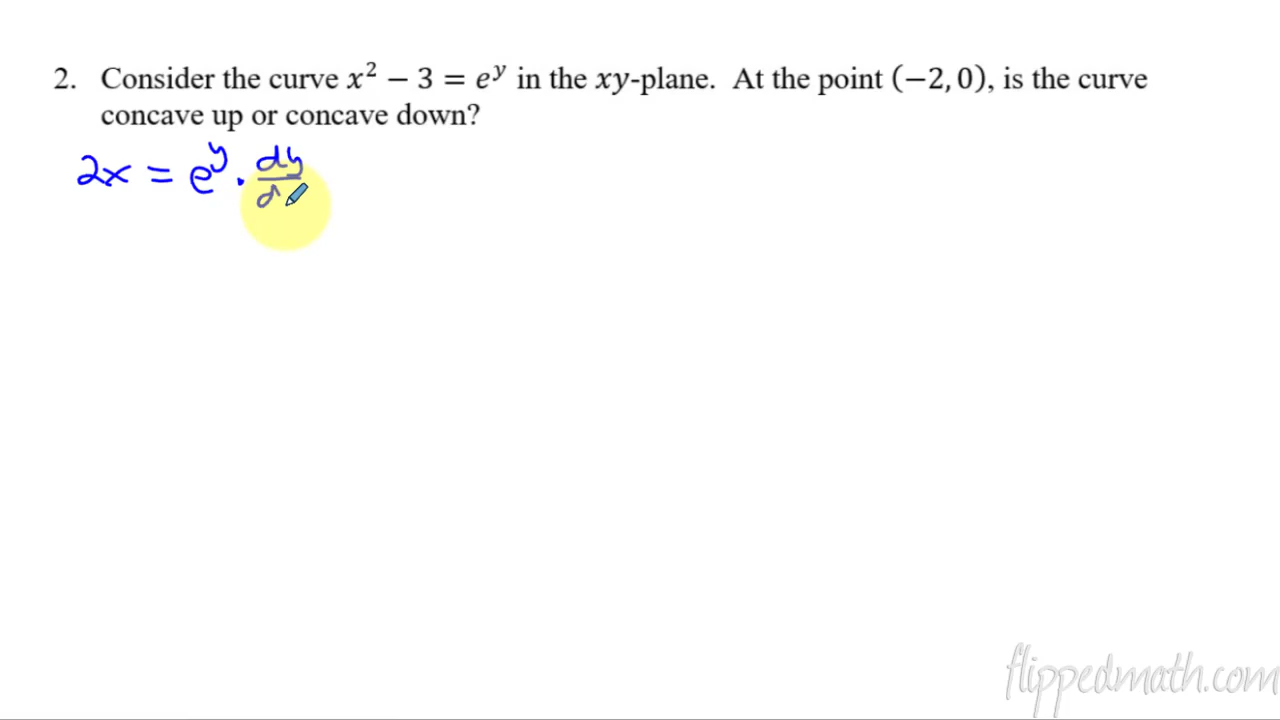 2. Consider the curve x² − 3 = eʸ in the xy-plane. At the point (−2, 0), is the curve
concave up or concave down?
2x = eʸ · dy/d
flippedmath.com